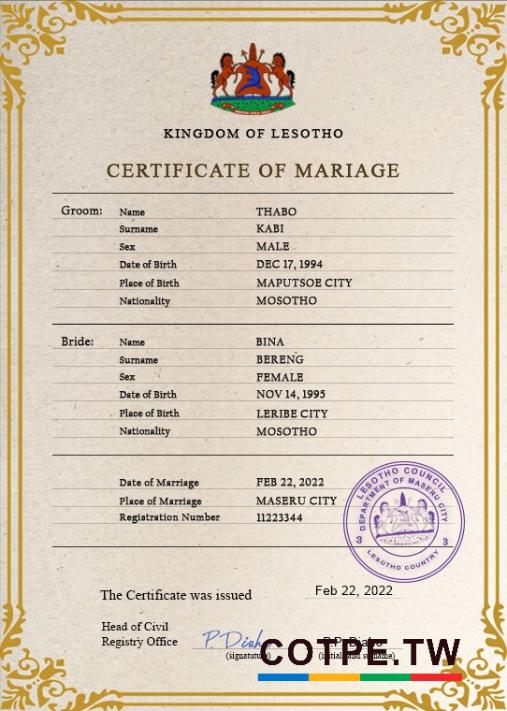 KINGDOM OF LESOTHO
CERTIFICATE OF MARIAGE
Groom: Name THABO
Surname KABI
Sex MALE
Date of Birth DEC 17, 1994
Place of Birth MAPUTSOE CITY
Nationality MOSOTHO
Bride: Name BINA
Surname BERENG
Sex FEMALE
Date of Birth NOV 14, 1995
Place of Birth LERIBE CITY
Nationality MOSOTHO
Date of Marriage FEB 22, 2022
Place of Marriage MASERU CITY
Registration Number 11223344
LESOTHO COUNCIL
DEPARTMENT OF MASERU CITY
3 3
LESOTHO COUNTRY
The Certificate was issued Feb 22, 2022
Head of Civil
Registry Office
COTPE.TW